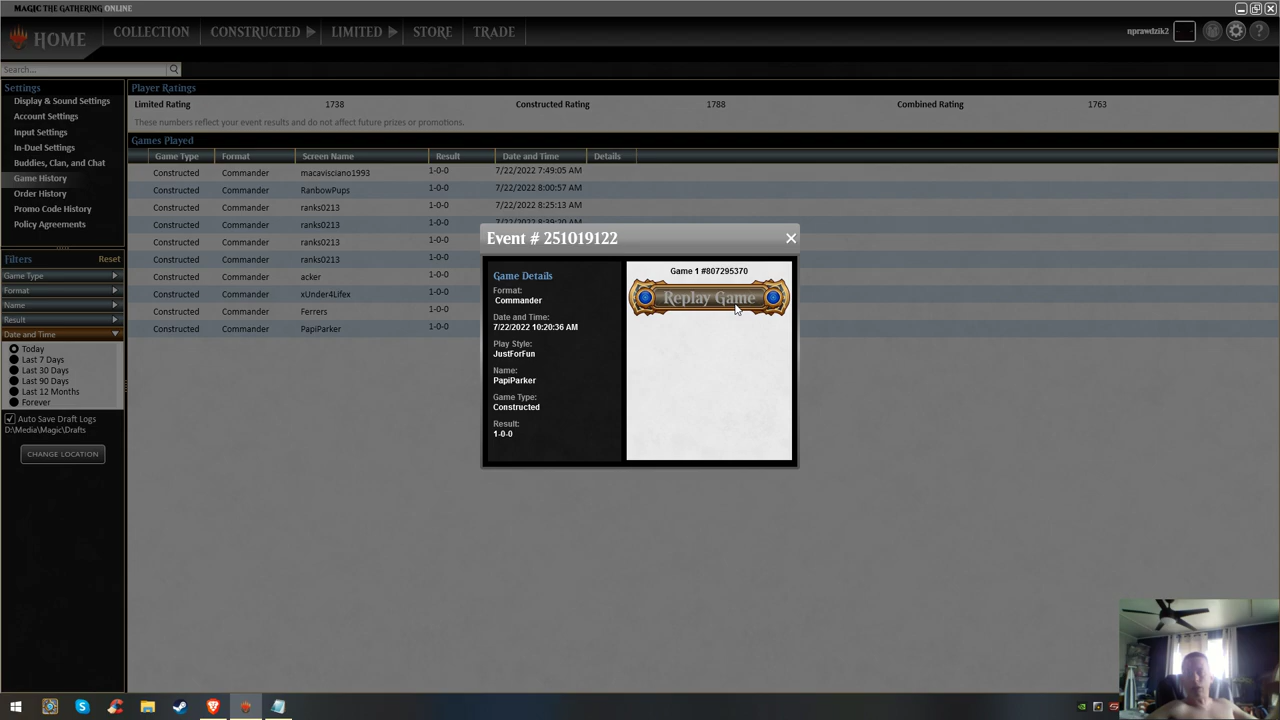 MAGIC THE GATHERING ONLINE
HOME
COLLECTION
CONSTRUCTED
LIMITED
STORE
TRADE
nprawdzik2
?
Search...
Settings
Display & Sound Settings
Account Settings
Input Settings
In-Duel Settings
Buddies, Clan, and Chat
Game History
Order History
Promo Code History
Policy Agreements
Filters Reset
Game Type
Format
Name
Result
Date and Time
Today
Last 7 Days
Last 30 Days
Last 90 Days
Last 12 Months
Forever
Auto Save Draft Logs
D:\Media\Magic\Drafts
CHANGE LOCATION
Player Ratings
Limited Rating 1738 Constructed Rating 1788 Combined Rating 1763
These numbers reflect your event results and do not affect future prizes or promotions.
Games Played
Game Type Format Screen Name Result Date and Time Details
Constructed Commander macavisciano1993 1-0-0 7/22/2022 7:49:05 AM
Constructed Commander RanbowPups 1-0-0 7/22/2022 8:00:57 AM
Constructed Commander ranks0213 1-0-0 7/22/2022 8:25:13 AM
Constructed Commander ranks0213 1-0-0 7/22/2022 8:39:20 AM
Constructed Commander ranks0213 1-0-0
Constructed Commander ranks0213 1-0-0
Constructed Commander acker 1-0-0
Constructed Commander xUnder4Lifex 1-0-0
Constructed Commander Ferrers 1-0-0
Constructed Commander PapiParker 1-0-0
Event # 251019122
Game Details
Format:
Commander
Date and Time:
7/22/2022 10:20:36 AM
Play Style:
JustForFun
Name:
PapiParker
Game Type:
Constructed
Result:
1-0-0
Game 1 #807295370
Replay Game